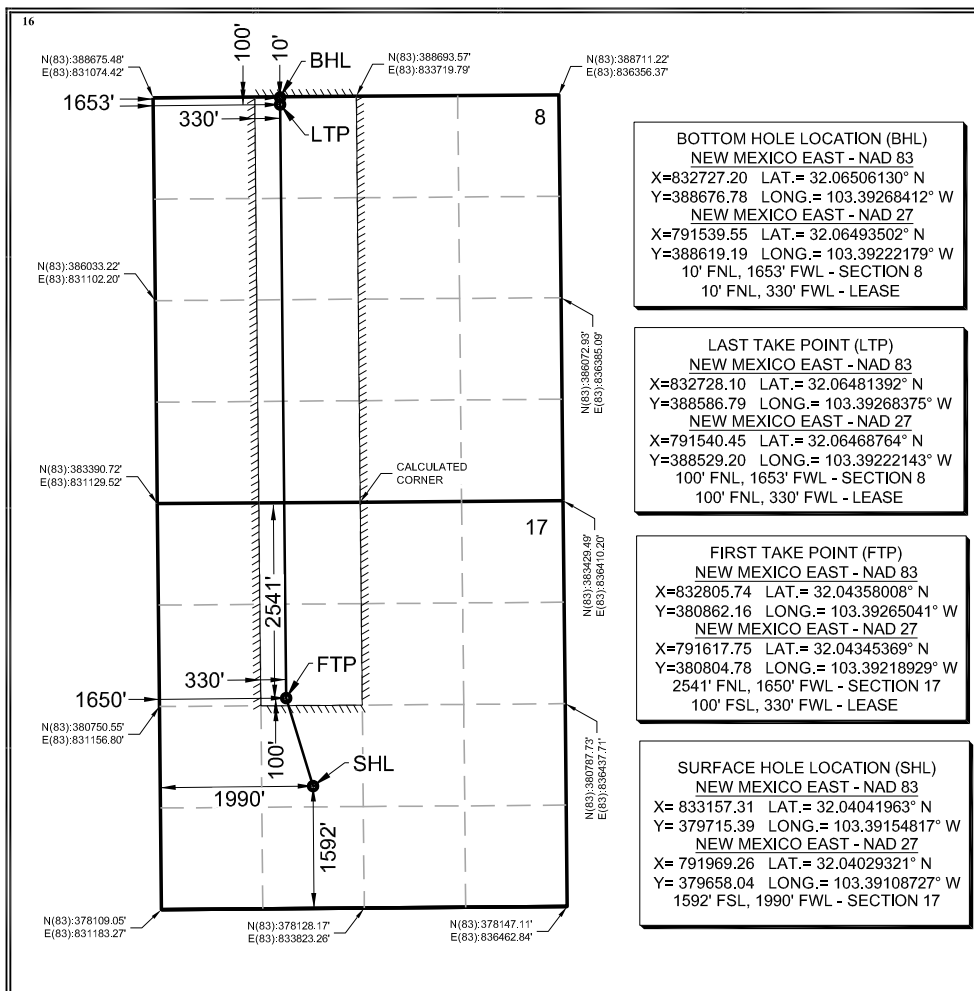 16
N(83):388675.48'
E(83):831074.42'
100'
10'
BHL
N(83):388693.57'
E(83):833719.79'
N(83):388711.22'
E(83):836356.37'
1653'
330'
LTP
8
N(83):386033.22'
E(83):831102.20'
N(83):386072.93'
E(83):836385.09'
N(83):383390.72'
E(83):831129.52'
CALCULATED
CORNER
17
N(83):383429.49'
E(83):836410.20'
2541'
330'
FTP
1650'
N(83):380750.55'
E(83):831156.80'
100'
SHL
N(83):380787.73'
E(83):836437.71'
1990'
1592'
N(83):378109.05'
E(83):831183.27'
N(83):378128.17'
E(83):833823.26'
N(83):378147.11'
E(83):836462.84'
BOTTOM HOLE LOCATION (BHL)
NEW MEXICO EAST - NAD 83
X=832727.20 LAT.= 32.06506130° N
Y=388676.78 LONG.= 103.39268412° W
NEW MEXICO EAST - NAD 27
X=791539.55 LAT.= 32.06493502° N
Y=388619.19 LONG.= 103.39222179° W
10' FNL, 1653' FWL - SECTION 8
10' FNL, 330' FWL - LEASE
LAST TAKE POINT (LTP)
NEW MEXICO EAST - NAD 83
X=832728.10 LAT.= 32.06481392° N
Y=388586.79 LONG.= 103.39268375° W
NEW MEXICO EAST - NAD 27
X=791540.45 LAT.= 32.06468764° N
Y=388529.20 LONG.= 103.39222143° W
100' FNL, 1653' FWL - SECTION 8
100' FNL, 330' FWL - LEASE
FIRST TAKE POINT (FTP)
NEW MEXICO EAST - NAD 83
X=832805.74 LAT.= 32.04358008° N
Y=380862.16 LONG.= 103.39265041° W
NEW MEXICO EAST - NAD 27
X=791617.75 LAT.= 32.04345369° N
Y=380804.78 LONG.= 103.39218929° W
2541' FNL, 1650' FWL - SECTION 17
100' FSL, 330' FWL - LEASE
SURFACE HOLE LOCATION (SHL)
NEW MEXICO EAST - NAD 83
X= 833157.31 LAT.= 32.04041963° N
Y= 379715.39 LONG.= 103.39154817° W
NEW MEXICO EAST - NAD 27
X= 791969.26 LAT.= 32.04029321° N
Y= 379658.04 LONG.= 103.39108727° W
1592' FSL, 1990' FWL - SECTION 17